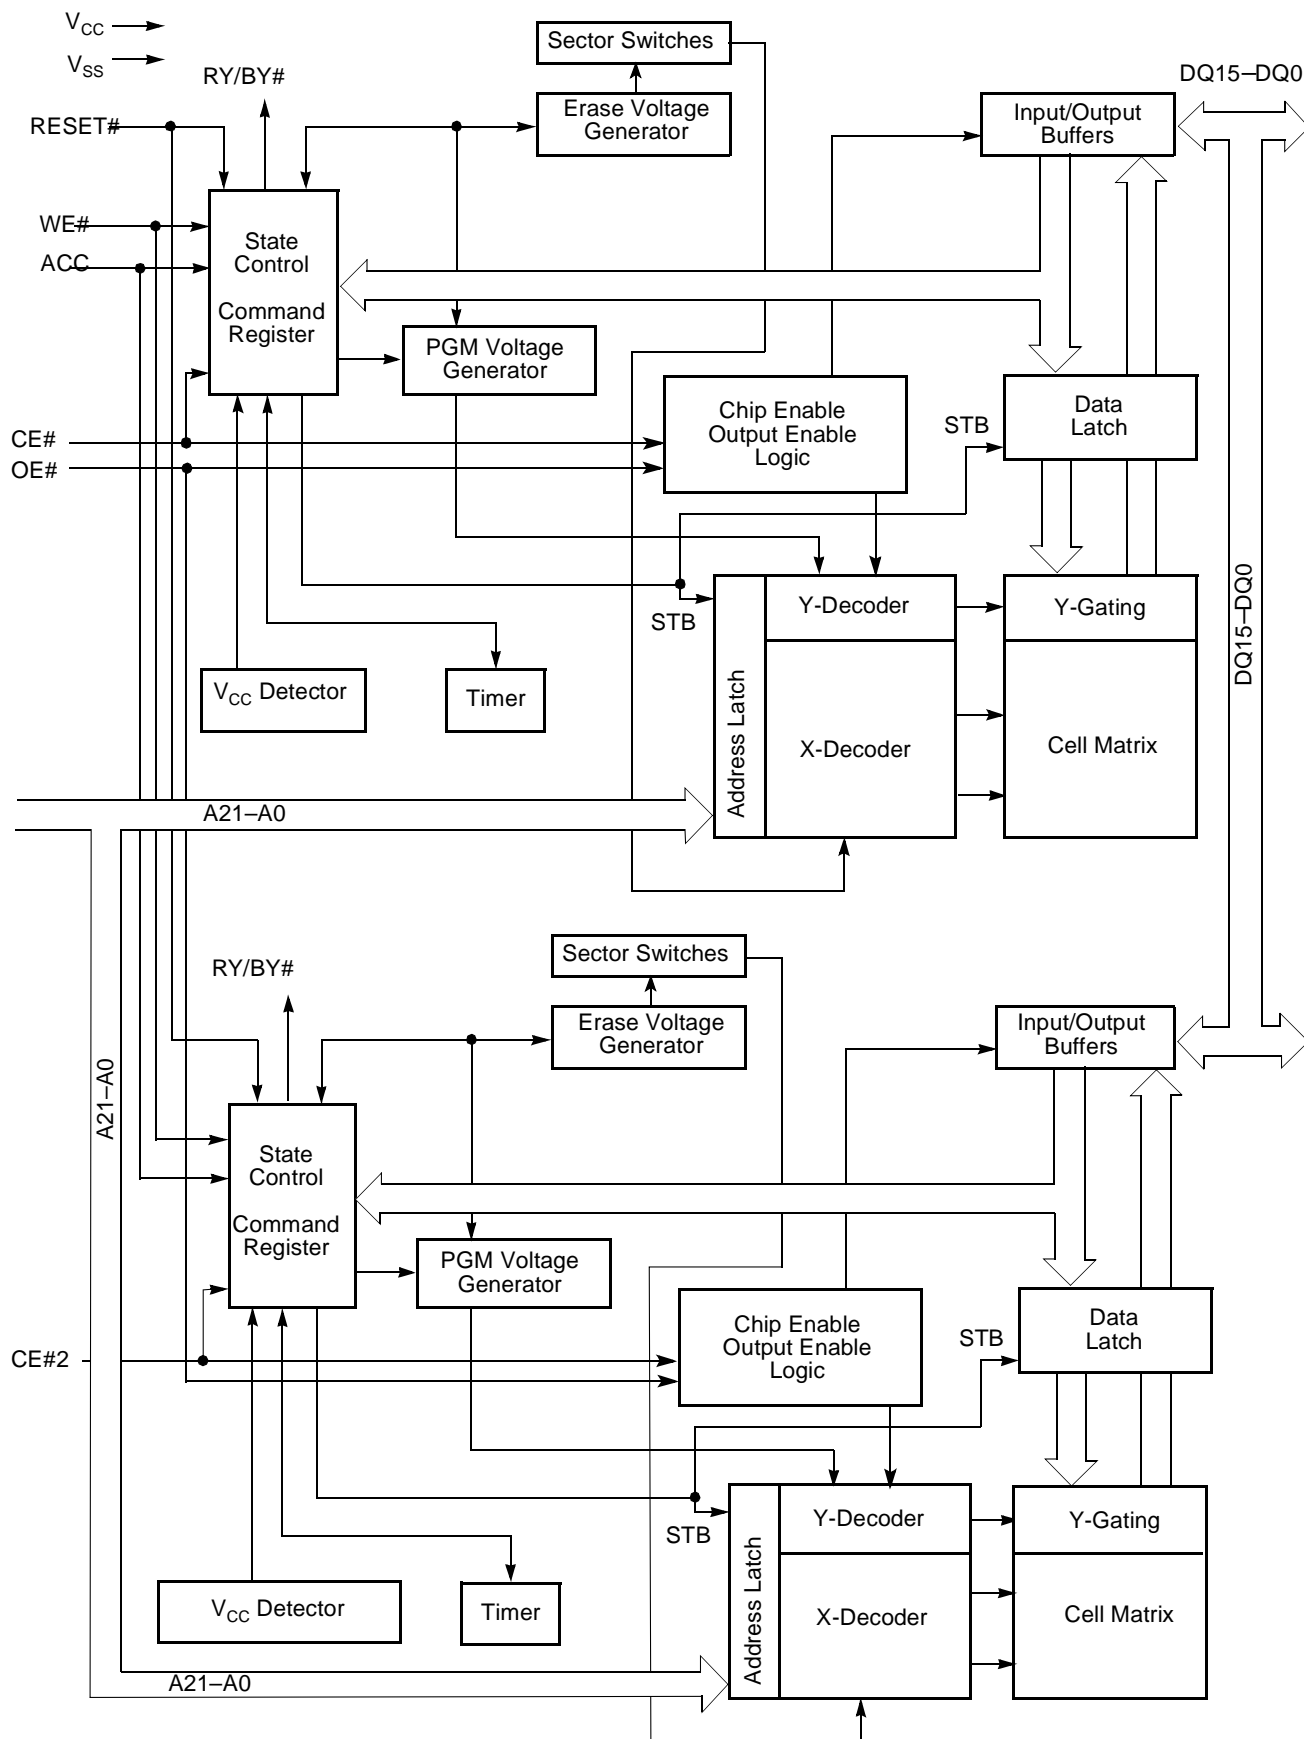 VCC
VSS
RY/BY#
Sector Switches
DQ15–DQ0
RESET#
Erase Voltage
Generator
Input/Output
Buffers
WE#
ACC
State
Control
Command
Register
PGM Voltage
Generator
Chip Enable
Output Enable
Logic
STB
Data
Latch
CE#
OE#
STB
Address Latch
Y-Decoder
Y-Gating
DQ15–DQ0
VCC Detector
Timer
X-Decoder
Cell Matrix
A21–A0
RY/BY#
Sector Switches
Erase Voltage
Generator
Input/Output
Buffers
A21–A0
State
Control
Command
Register
PGM Voltage
Generator
Chip Enable
Output Enable
Logic
STB
Data
Latch
CE#2
STB
Address Latch
Y-Decoder
Y-Gating
VCC Detector
Timer
X-Decoder
Cell Matrix
A21–A0